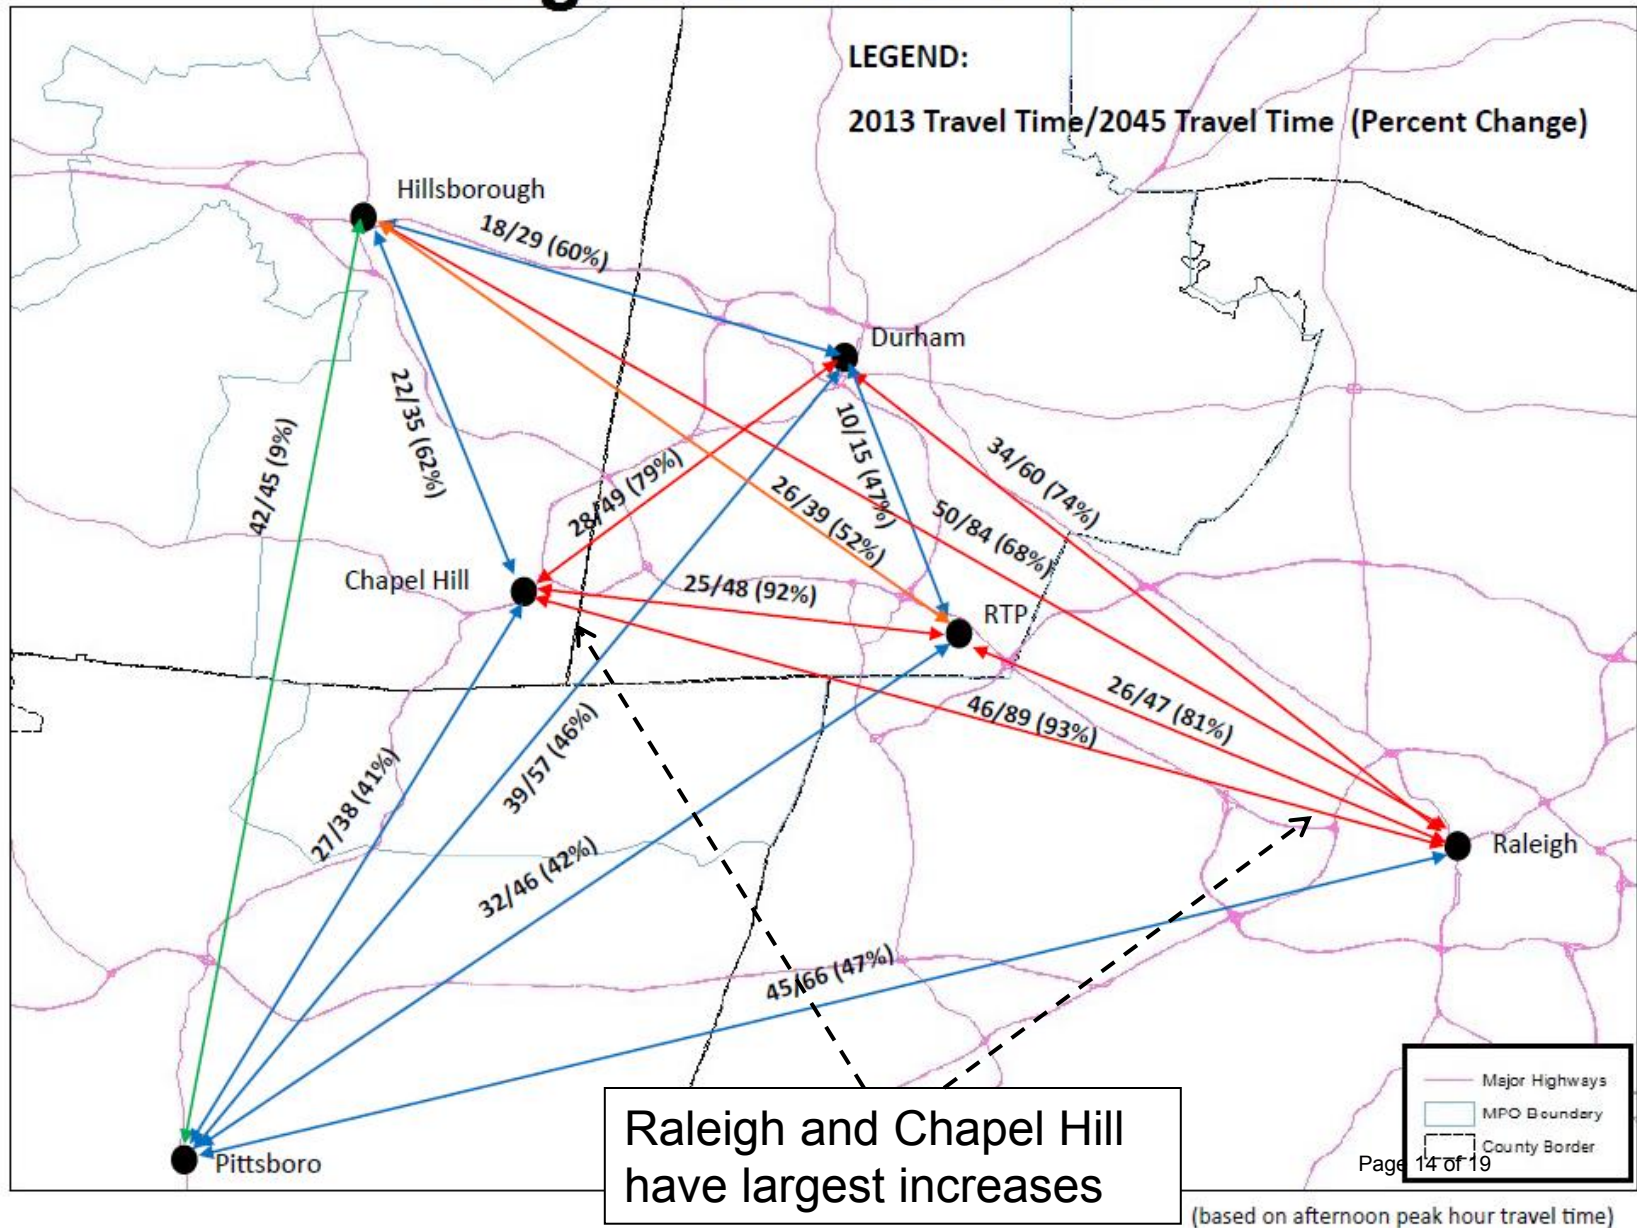 LEGEND:
2013 Travel Time/2045 Travel Time (Percent Change)
Hillsborough
18/29 (60%)
Durham
22/35 (62%)
42/45 (9%)
28/49 (79%)
10/15 (47%)
26/39 (52%)
34/60 (74%)
50/84 (68%)
Chapel Hill
25/48 (92%)
RTP
26/47 (81%)
46/89 (93%)
27/38 (41%)
39/57 (46%)
32/46 (42%)
Raleigh
45/66 (47%)
Pittsboro
Raleigh and Chapel Hill
have largest increases
Major Highways
MPO Boundary
County Border
Page 14 of 19
(based on afternoon peak hour travel time)